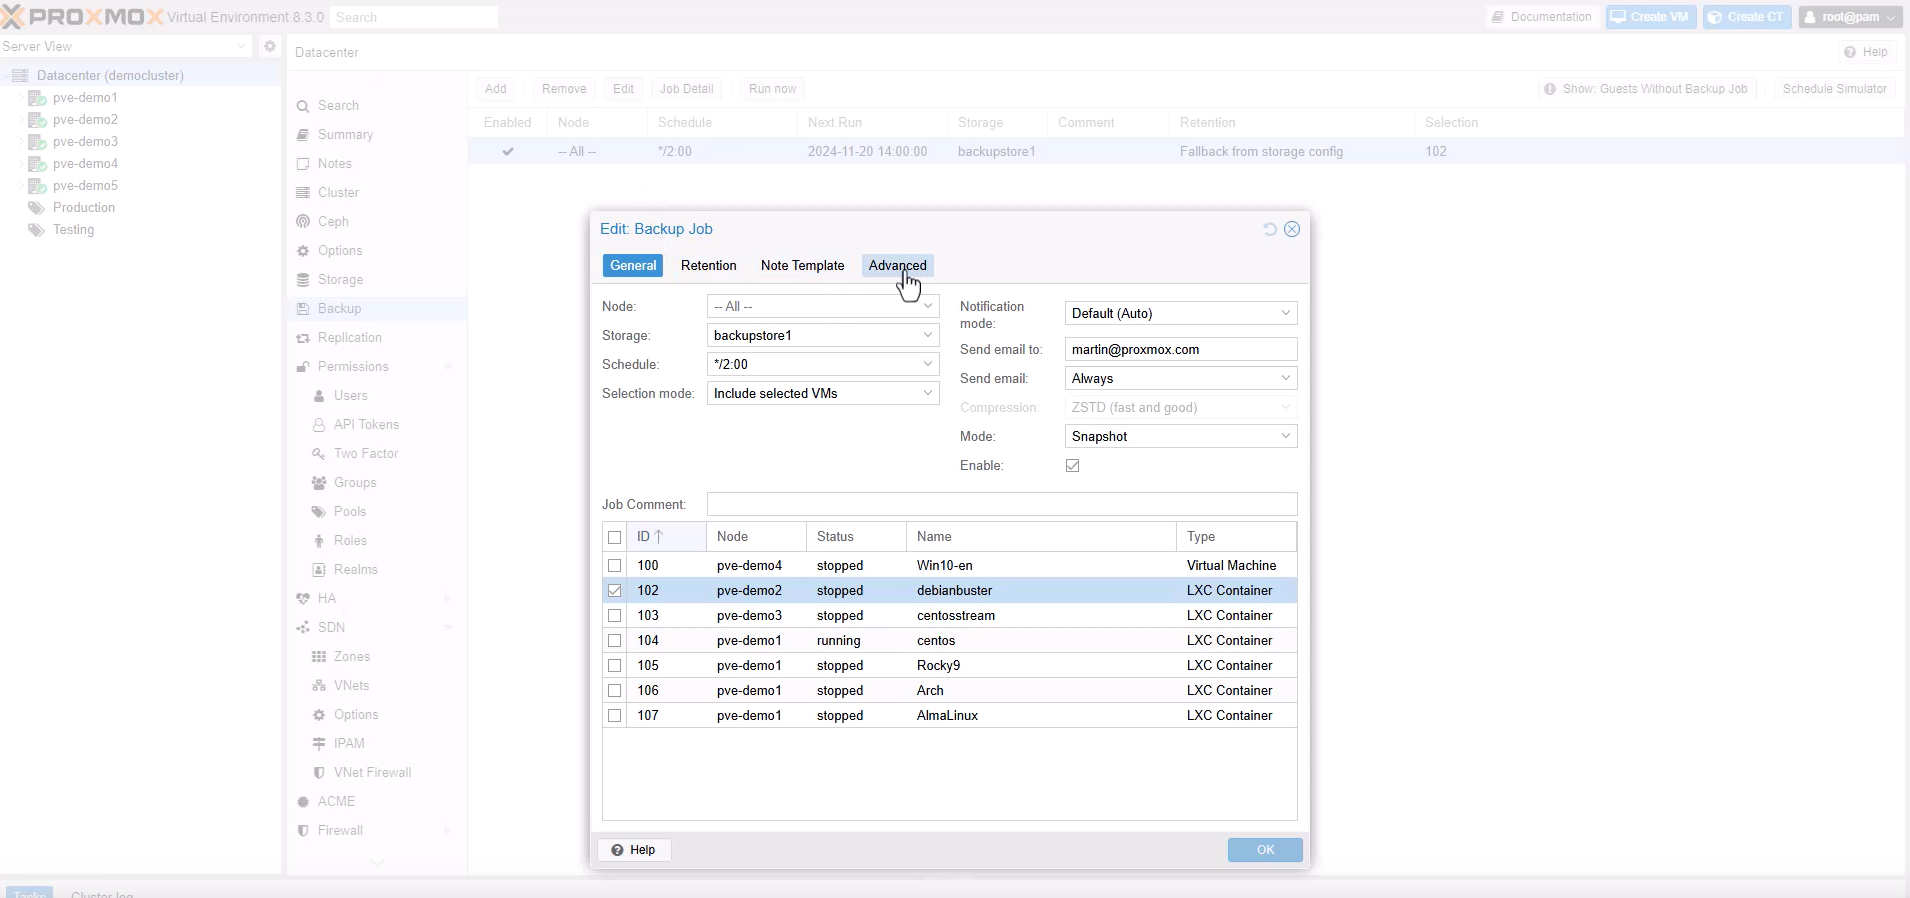 PROXMOX Virtual Environment 8.3.0 Search Documentation Create VM Create CT root@pam
Server View
Datacenter Help
Datacenter (democluster)
pve-demo1
pve-demo2
pve-demo3
pve-demo4
pve-demo5
Production
Testing
Search
Summary
Notes
Cluster
Ceph
Options
Storage
Backup
Replication
Permissions
Users
API Tokens
Two Factor
Groups
Pools
Roles
Realms
HA
SDN
Zones
VNets
Options
IPAM
VNet Firewall
ACME
Firewall
Add Remove Edit Job Detail Run now Show: Guests Without Backup Job Schedule Simulator
Enabled Node Schedule Next Run Storage Comment Retention Selection
-- All -- */2:00 2024-11-20 14:00:00 backupstore1 Fallback from storage config 102
Edit: Backup Job
General Retention Note Template Advanced
Node: -- All --
Storage: backupstore1
Schedule: */2:00
Selection mode: Include selected VMs
Notification
mode: Default (Auto)
Send email to: martin@proxmox.com
Send email: Always
Compression: ZSTD (fast and good)
Mode: Snapshot
Enable:
Job Comment:
ID Node Status Name Type
100 pve-demo4 stopped Win10-en Virtual Machine
102 pve-demo2 stopped debianbuster LXC Container
103 pve-demo3 stopped centosstream LXC Container
104 pve-demo1 running centos LXC Container
105 pve-demo1 stopped Rocky9 LXC Container
106 pve-demo1 stopped Arch LXC Container
107 pve-demo1 stopped AlmaLinux LXC Container
Help OK
Tasks Cluster log